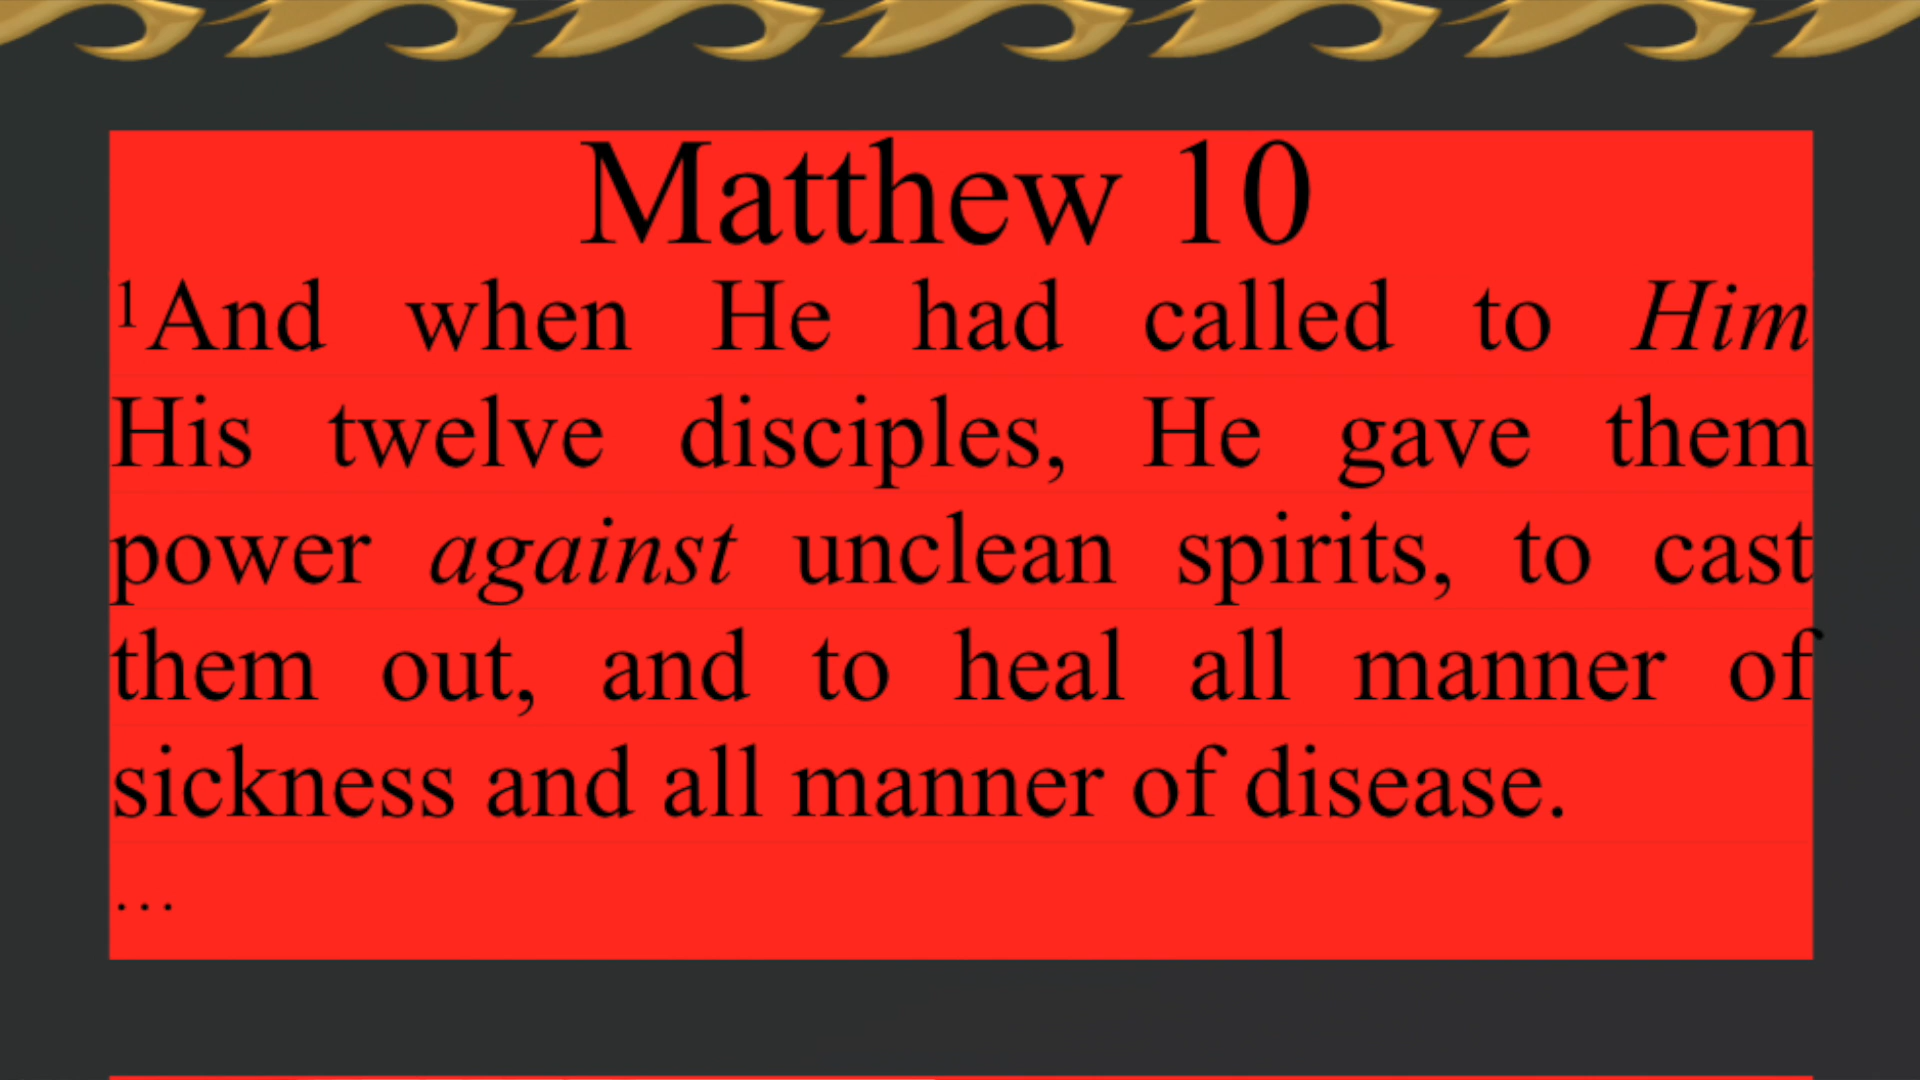 Matthew 10
¹And when He had called to Him
His twelve disciples, He gave them
power against unclean spirits, to cast
them out, and to heal all manner of
sickness and all manner of disease.
...